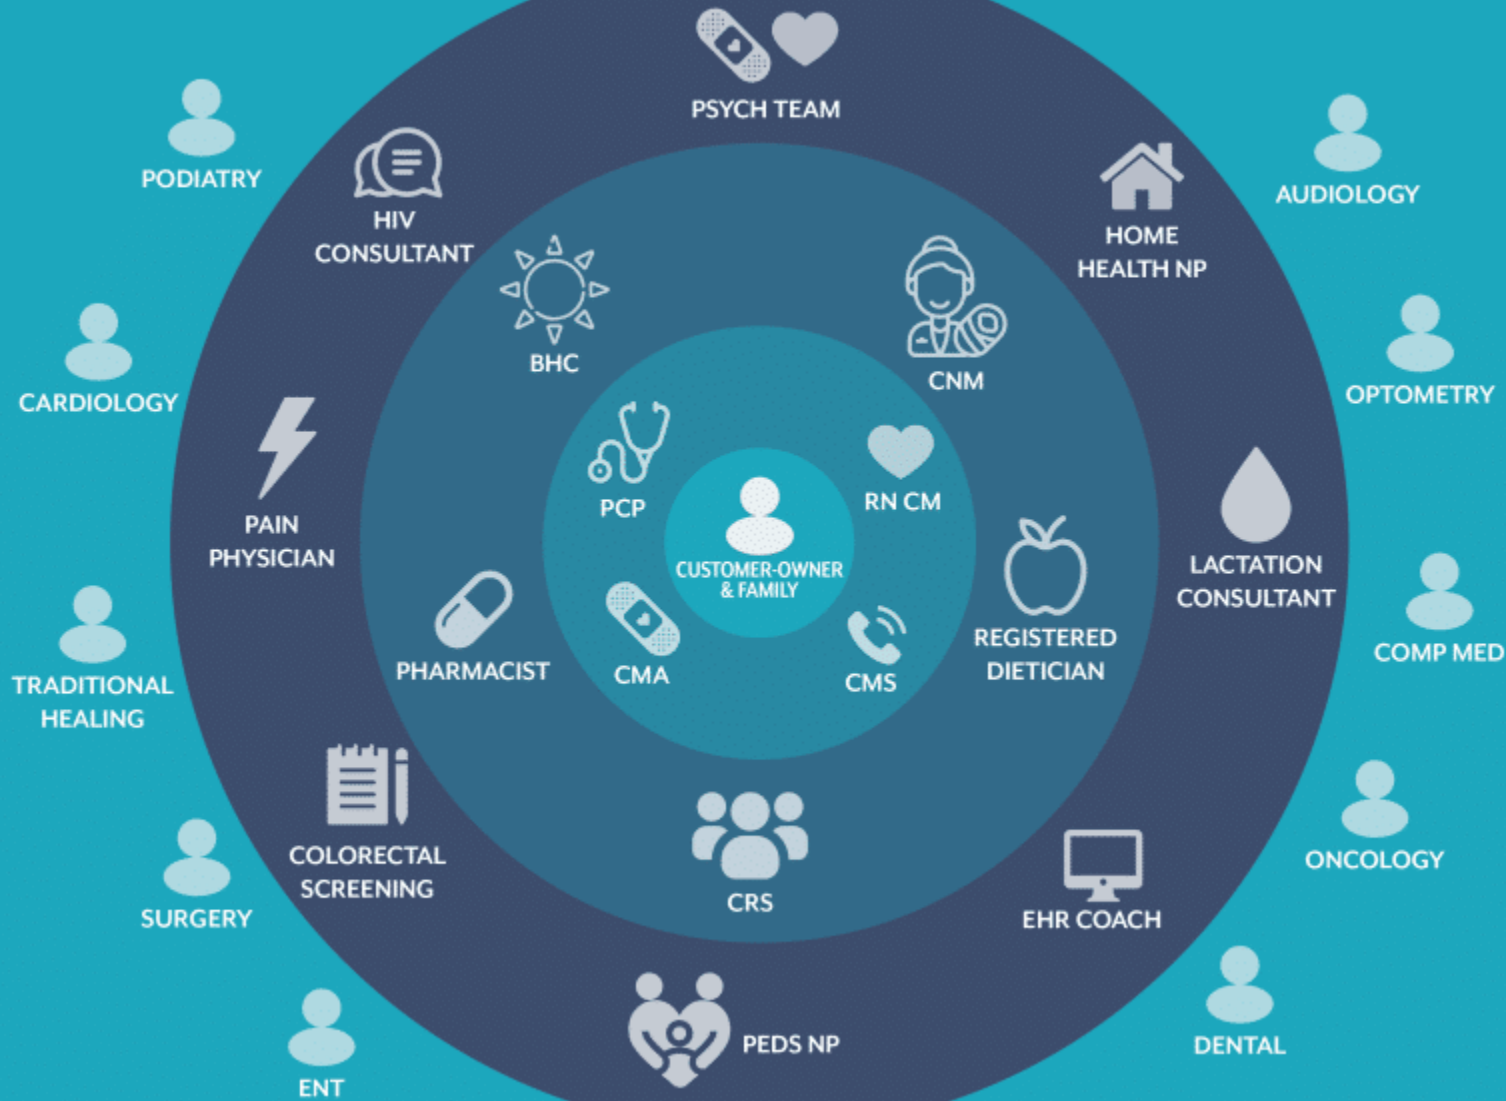 PSYCH TEAM
PODIATRY
AUDIOLOGY
HIV
CONSULTANT
HOME
HEALTH NP
BHC
CNM
CARDIOLOGY
OPTOMETRY
PCP
RN CM
PAIN
PHYSICIAN
CUSTOMER-OWNER
& FAMILY
LACTATION
CONSULTANT
PHARMACIST
CMA
CMS
REGISTERED
DIETICIAN
COMP MED
TRADITIONAL
HEALING
COLORECTAL
SCREENING
ONCOLOGY
CRS
SURGERY
EHR COACH
PEDS NP
DENTAL
ENT